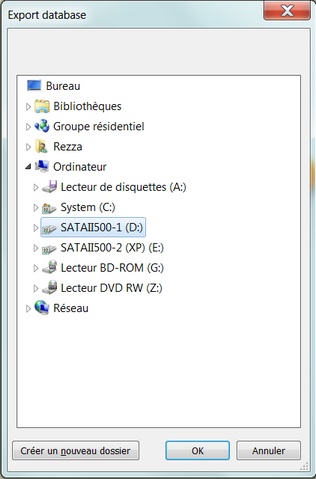 Export database
Bureau
Bibliothèques
Groupe résidentiel
Rezza
Ordinateur
Lecteur de disquettes (A:)
System (C:)
SATAII500-1 (D:)
SATAII500-2 (XP) (E:)
Lecteur BD-ROM (G:)
Lecteur DVD RW (Z:)
Réseau
Créer un nouveau dossier OK Annuler